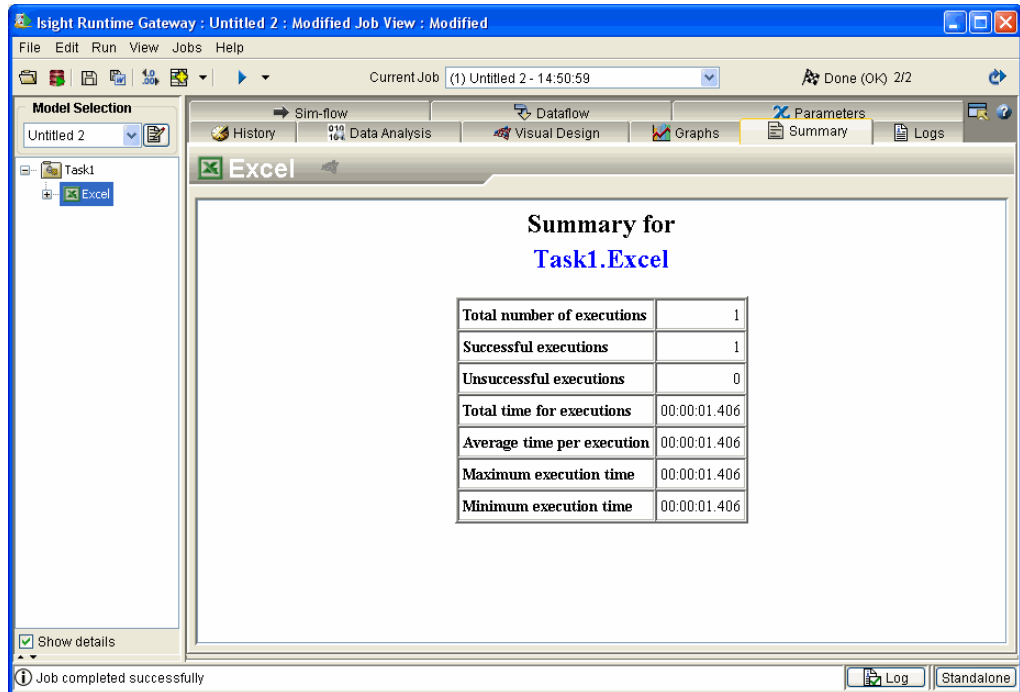 Isight Runtime Gateway : Untitled 2 : Modified Job View : Modified
File Edit Run View Jobs Help
Current Job (1) Untitled 2 - 14:50:59 Done (OK) 2/2
Model Selection
Untitled 2
Task1
Excel
Show details
Sim-flow Dataflow Parameters
History Data Analysis Visual Design Graphs Summary Logs
Excel
Summary for
Task1.Excel
Total number of executions 1
Successful executions 1
Unsuccessful executions 0
Total time for executions 00:00:01.406
Average time per execution 00:00:01.406
Maximum execution time 00:00:01.406
Minimum execution time 00:00:01.406
Job completed successfully Log Standalone